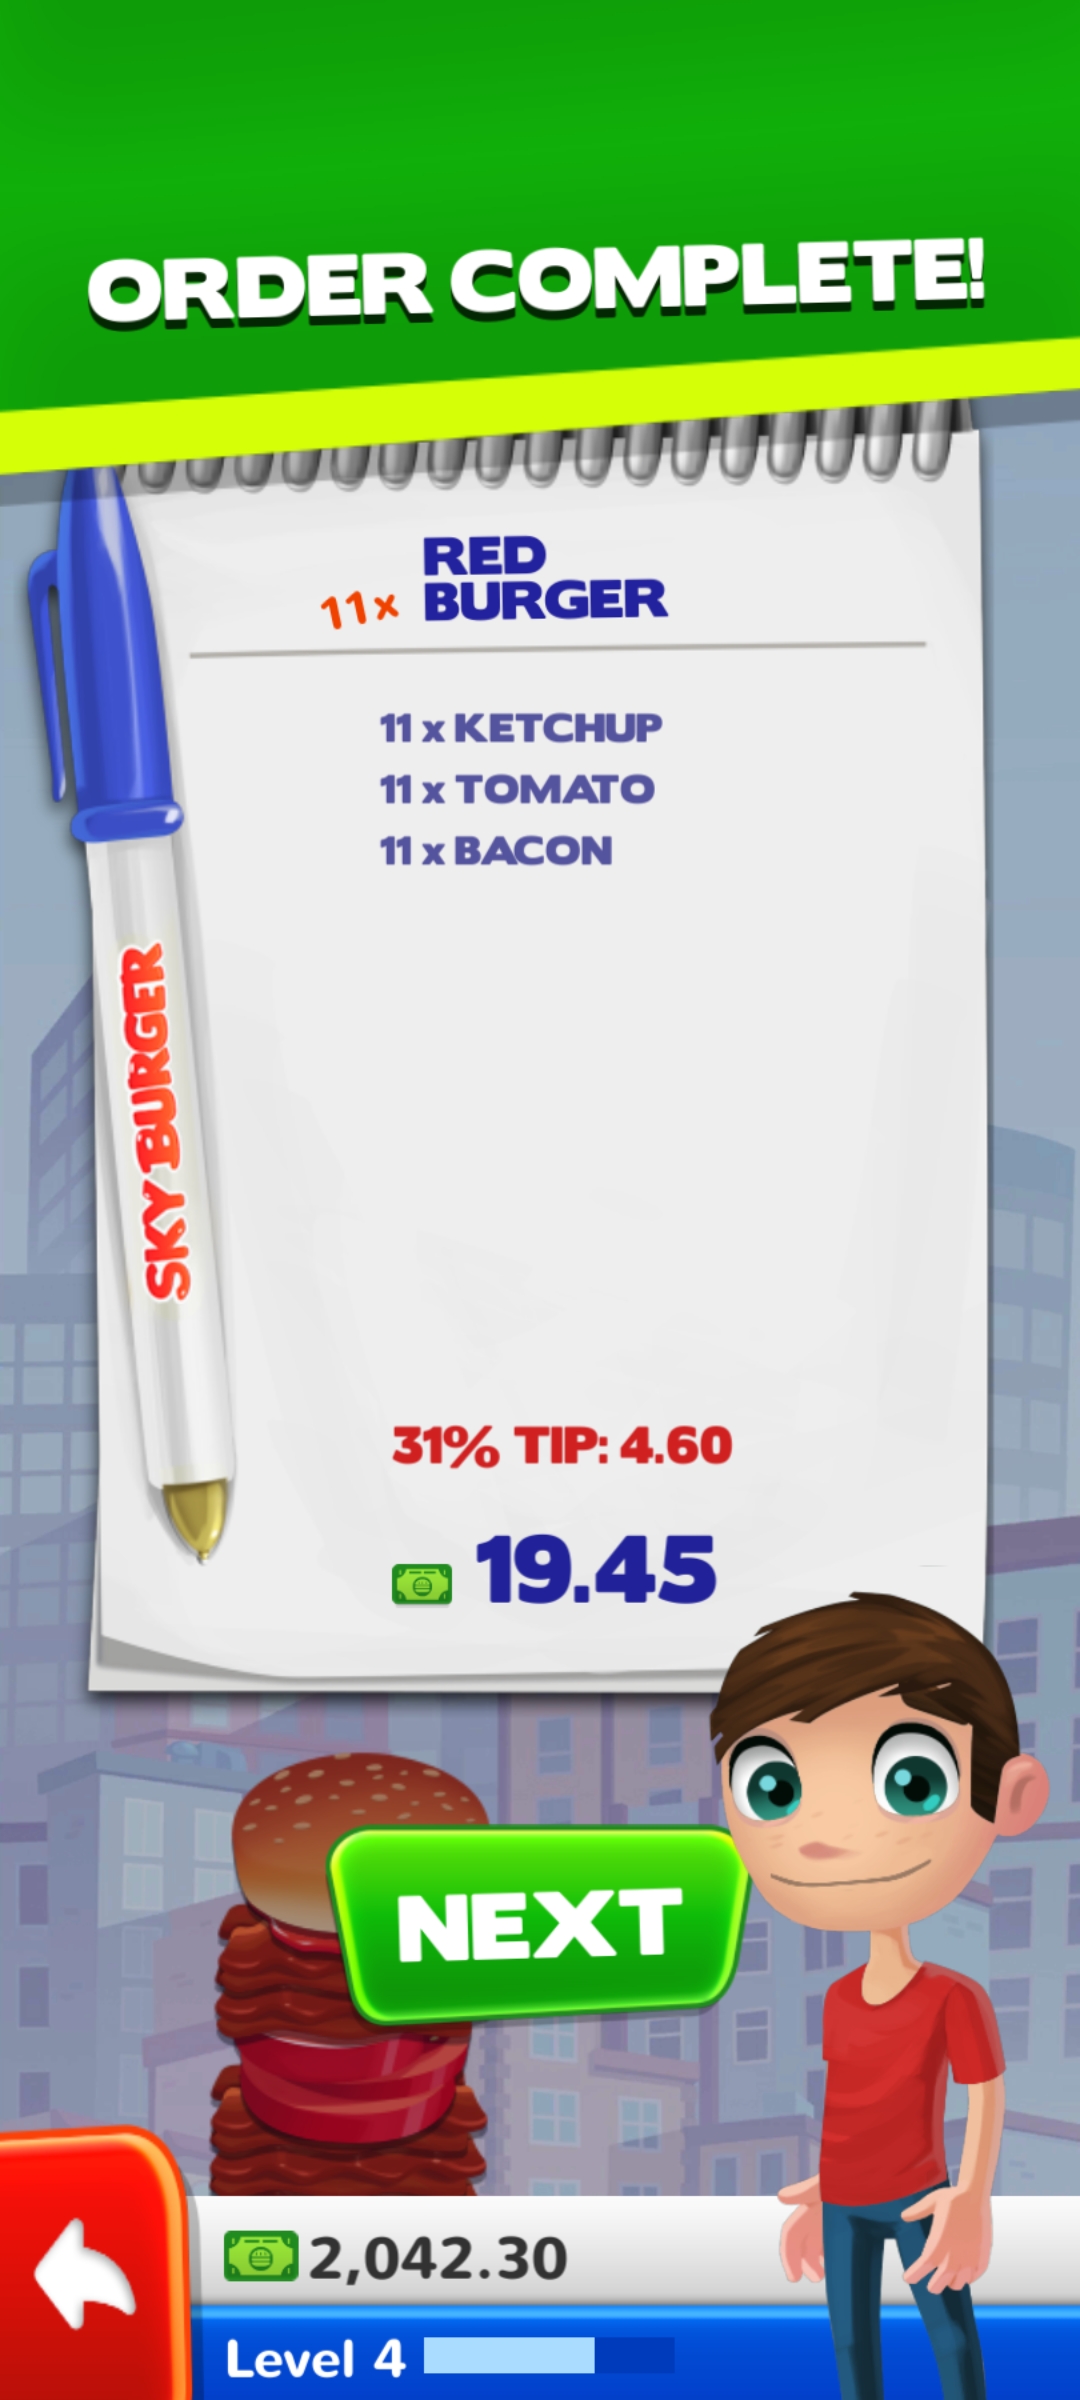 ORDER COMPLETE!
RED
11x BURGER
11 x KETCHUP
11 x TOMATO
11 x BACON
SKY BURGER
31% TIP: 4.60
19.45
NEXT
2,042.30
Level 4